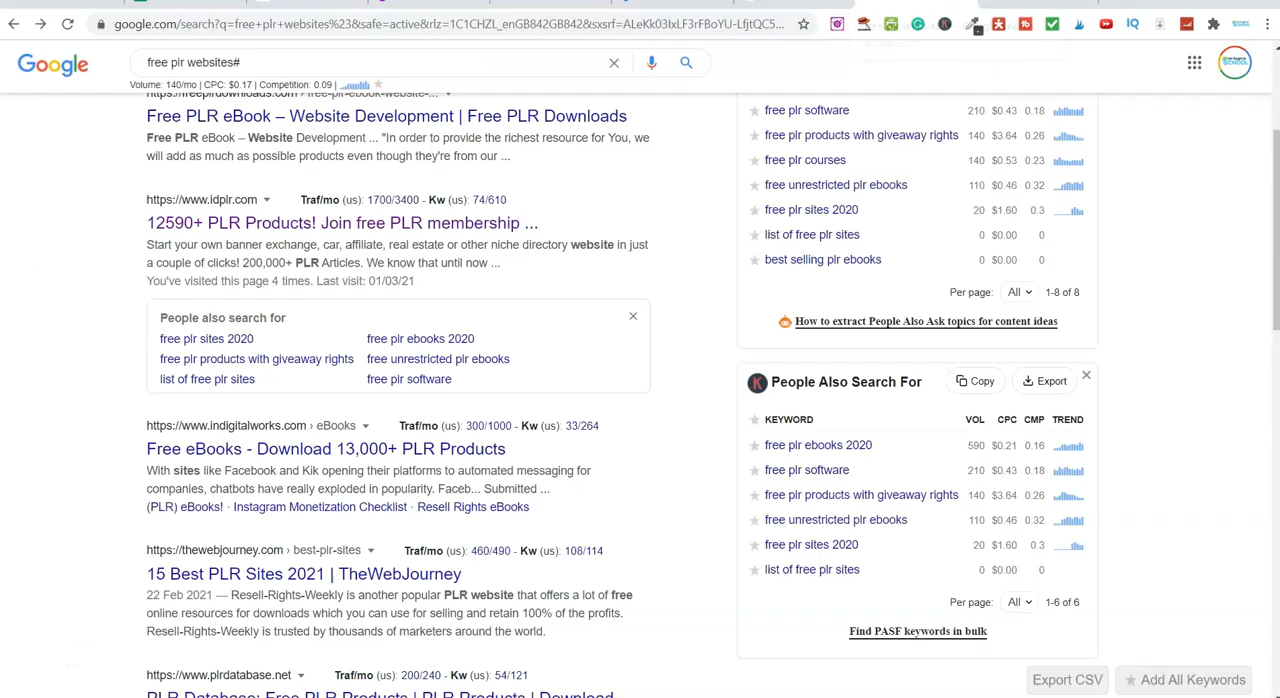 google.com/search?q=free+plr+websites%23&safe=active&rlz=1C1CHZL_enGB842GB842&sxsrf=ALeKk03IxLF3rFBoYU-LfjtQC5...
Google
free plr websites#
Volume: 140/mo | CPC: $0.17 | Competition: 0.09 |
https://freeplrdownloads.com › free-plr-ebook-website-...
Free PLR eBook – Website Development | Free PLR Downloads
Free PLR eBook – Website Development ... "In order to provide the richest resource for You, we
will add as much as possible products even though they're from our ...
https://www.idplr.com Traf/mo (us): 1700/3400 - Kw (us): 74/610
12590+ PLR Products! Join free PLR membership ...
Start your own banner exchange, car, affiliate, real estate or other niche directory website in just
a couple of clicks! 200,000+ PLR Articles. We know that until now ...
You've visited this page 4 times. Last visit: 01/03/21
People also search for
free plr sites 2020 free plr ebooks 2020
free plr products with giveaway rights free unrestricted plr ebooks
list of free plr sites free plr software
https://www.indigitalworks.com › eBooks Traf/mo (us): 300/1000 - Kw (us): 33/264
Free eBooks - Download 13,000+ PLR Products
With sites like Facebook and Kik opening their platforms to automated messaging for
companies, chatbots have really exploded in popularity. Faceb... Submitted ...
(PLR) eBooks! · Instagram Monetization Checklist · Resell Rights eBooks
https://thewebjourney.com › best-plr-sites Traf/mo (us): 460/490 - Kw (us): 108/114
15 Best PLR Sites 2021 | TheWebJourney
22 Feb 2021 — Resell-Rights-Weekly is another popular PLR website that offers a lot of free
online resources for downloads which you can use for selling and retain 100% of the profits.
Resell-Rights-Weekly is trusted by thousands of marketers around the world.
https://www.plrdatabase.net Traf/mo (us): 200/240 - Kw (us): 54/121
PLR Database: Free PLR Products | PLR Products | Download
free plr software 210 $0.43 0.18
free plr products with giveaway rights 140 $3.64 0.26
free plr courses 140 $0.53 0.23
free unrestricted plr ebooks 110 $0.46 0.32
free plr sites 2020 20 $1.60 0.3
list of free plr sites 0 $0.00 0
best selling plr ebooks 0 $0.00 0
Per page: All 1-8 of 8
How to extract People Also Ask topics for content ideas
K People Also Search For Copy Export
KEYWORD VOL CPC CMP TREND
free plr ebooks 2020 590 $0.21 0.16
free plr software 210 $0.43 0.18
free plr products with giveaway rights 140 $3.64 0.26
free unrestricted plr ebooks 110 $0.46 0.32
free plr sites 2020 20 $1.60 0.3
list of free plr sites 0 $0.00 0
Per page: All 1-6 of 6
Find PASF keywords in bulk
Export CSV Add All Keywords